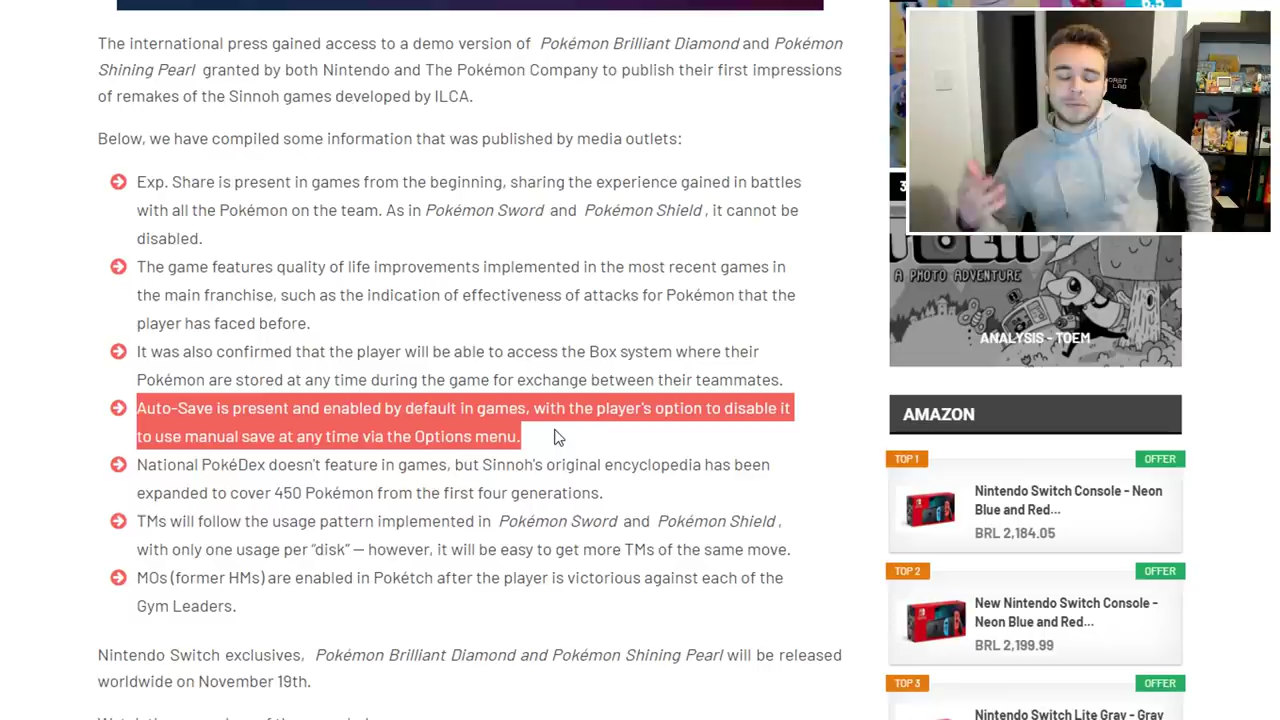 The international press gained access to a demo version of Pokémon Brilliant Diamond and Pokémon
Shining Pearl granted by both Nintendo and The Pokémon Company to publish their first impressions
of remakes of the Sinnoh games developed by ILCA.
Below, we have compiled some information that was published by media outlets:
Exp. Share is present in games from the beginning, sharing the experience gained in battles
with all the Pokémon on the team. As in Pokémon Sword and Pokémon Shield , it cannot be
disabled.
The game features quality of life improvements implemented in the most recent games in
the main franchise, such as the indication of effectiveness of attacks for Pokémon that the
player has faced before.
It was also confirmed that the player will be able to access the Box system where their
Pokémon are stored at any time during the game for exchange between their teammates.
Auto-Save is present and enabled by default in games, with the player's option to disable it
to use manual save at any time via the Options menu.
National PokéDex doesn't feature in games, but Sinnoh's original encyclopedia has been
expanded to cover 450 Pokémon from the first four generations.
TMs will follow the usage pattern implemented in Pokémon Sword and Pokémon Shield ,
with only one usage per “disk” — however, it will be easy to get more TMs of the same move.
MOs (former HMs) are enabled in Pokétch after the player is victorious against each of the
Gym Leaders.
Nintendo Switch exclusives, Pokémon Brilliant Diamond and Pokémon Shining Pearl will be released
worldwide on November 19th.
A PHOTO ADVENTURE
ANALYSIS - TOEM
AMAZON
TOP 1
OFFER
Nintendo Switch Console - Neon
Blue and Red...
BRL 2,184.05
TOP 2
OFFER
New Nintendo Switch Console -
Neon Blue and Red...
BRL 2,199.99
TOP 3
OFFER
Nintendo Switch Lite Gray - Gray